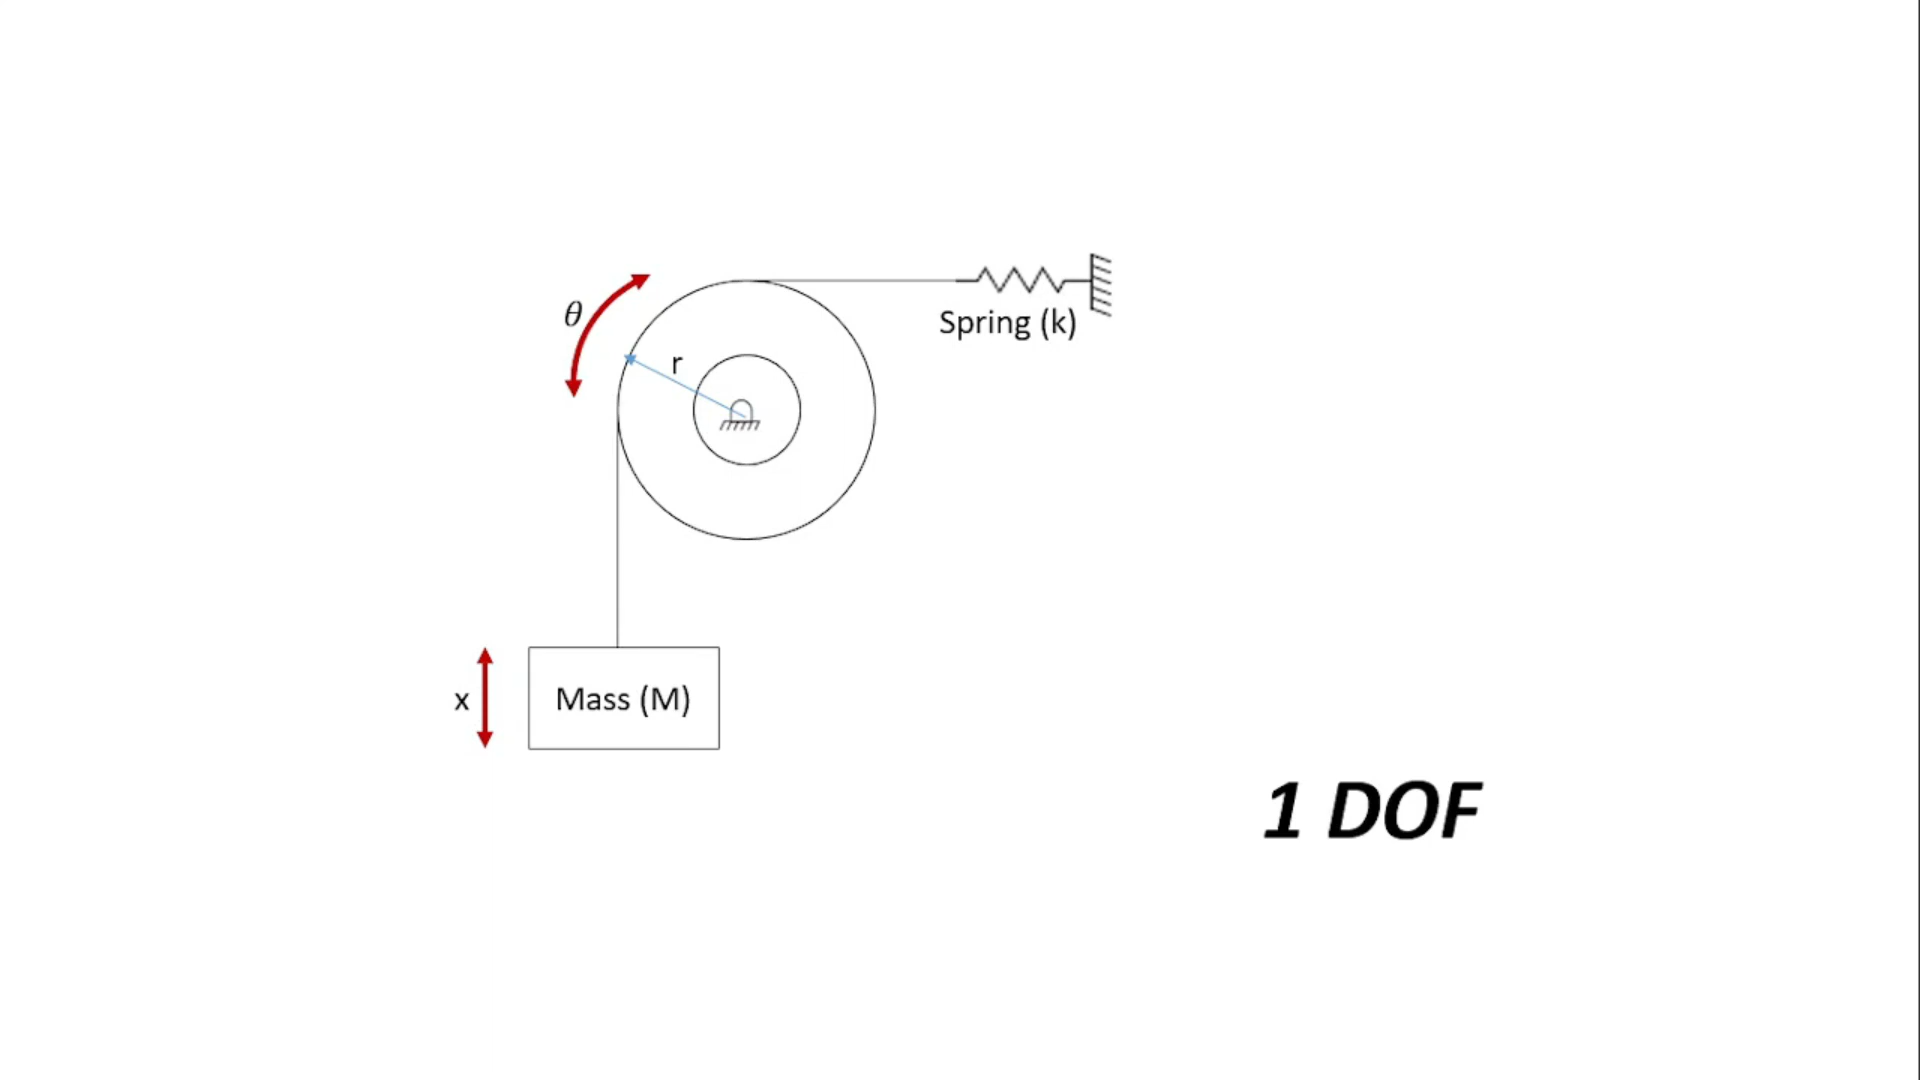 θ
Spring (k)
r
x
Mass (M)
1 DOF